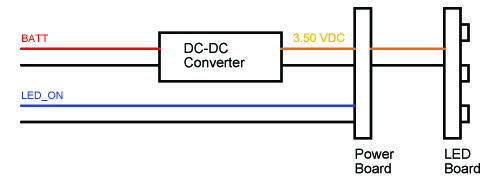 BATT
DC-DC
Converter
3.50 VDC
LED_ON
Power
Board
LED
Board